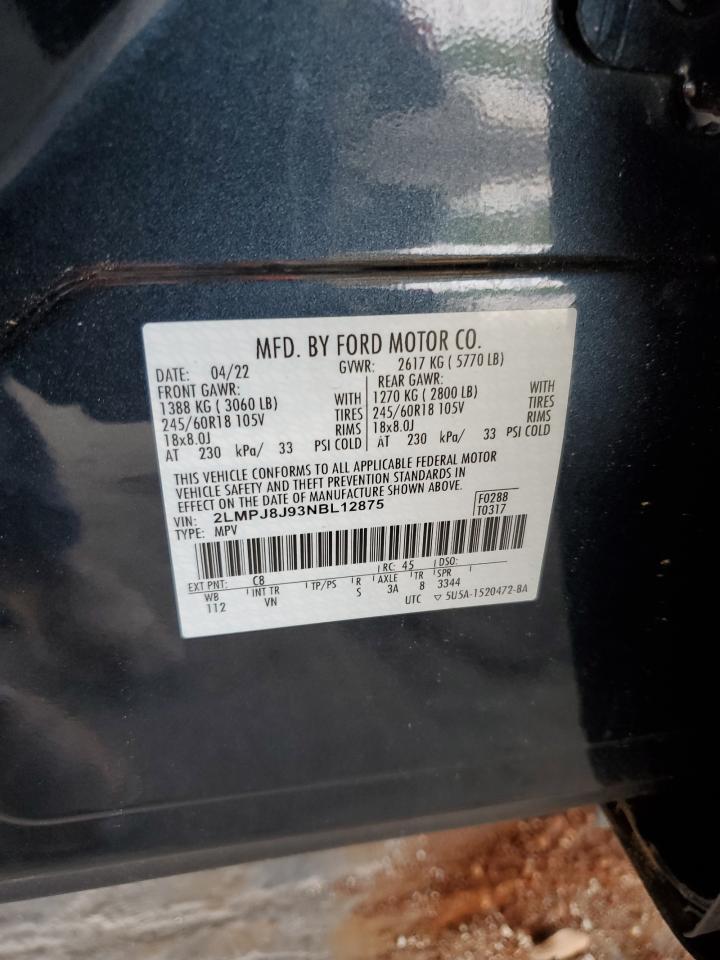 MFD. BY FORD MOTOR CO.
DATE: 04/22 GVWR: 2617 KG ( 5770 LB)
FRONT GAWR: REAR GAWR:
1388 KG ( 3060 LB) WITH 1270 KG ( 2800 LB) WITH
245/60R18 105V TIRES 245/60R18 105V TIRES
18x8.0J RIMS 18x8.0J RIMS
AT 230 kPa/ 33 PSI COLD AT 230 kPa/ 33 PSI COLD
THIS VEHICLE CONFORMS TO ALL APPLICABLE FEDERAL MOTOR
VEHICLE SAFETY AND THEFT PREVENTION STANDARDS IN
EFFECT ON THE DATE OF MANUFACTURE SHOWN ABOVE.
VIN: 2LMPJ8J93NBL12875 F0288
TYPE: MPV T0317
EXT PNT: C8 RC: 45 DSO:
WB INT TR TP/PS R AXLE TR SPR
112 VN S 3A 8 3344
UTC ▽ 5U5A-1520472-BA